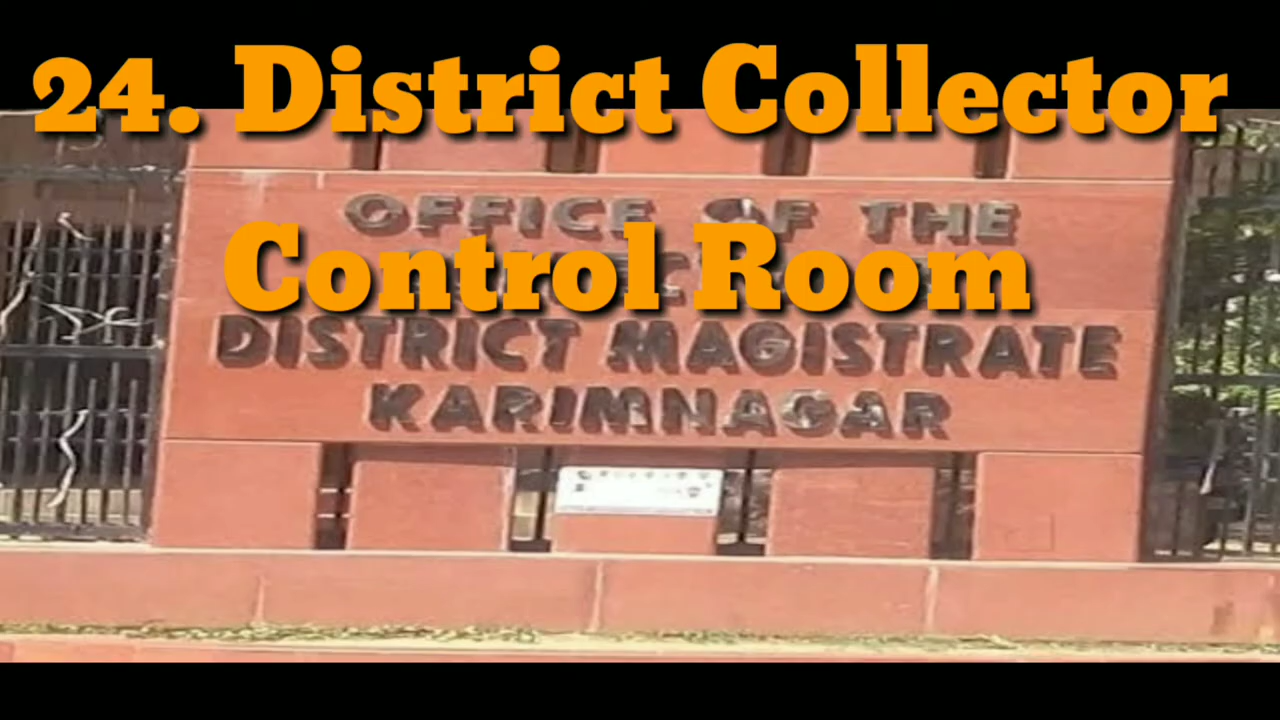 24. District Collector
Control Room
OFFICE OF THE
DISTRICT MAGISTRATE
KARIMNAGAR